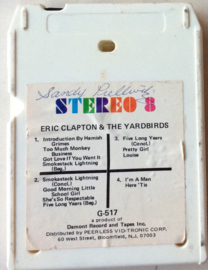 Sandy
STEREO 8
ERIC CLAPTON & THE YARDBIRDS
1. Introduction By Hamish
Grimes
Too Much Monkey
Business
Got Love If You Want It
Smokestack Lightning
(Beg.)
3. Five Long Years
(Concl.)
Pretty Girl
Louise
2. Smokestack Lightning
(Concl.)
Good Morning Little
School Girl
She's So Respectable
Five Long Years (Beg.)
4. I'm A Man
Here 'Tis
G-517
a product of
Damont Record and Tapes Inc.
Distributed by PEERLESS VID-TRONIC CORP.
60 West Street, Bloomfield, N.J. 07003